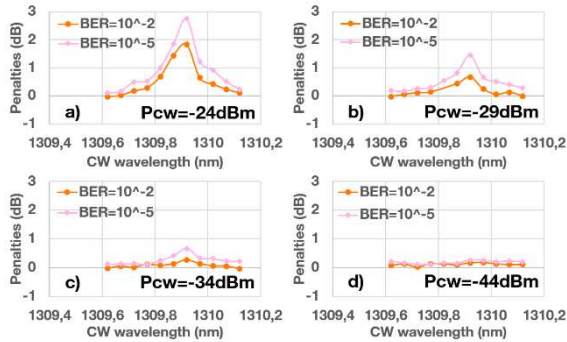 3
2
1
0
-1
Penalties (dB)
BER=10^-2
BER=10^-5
a)
Pcw=-24dBm
1309,4 1309,6 1309,8 1310 1310,2
CW wavelength (nm)
3
2
1
0
-1
Penalties (dB)
BER=10^-2
BER=10^-5
b)
Pcw=-29dBm
1309,4 1309,6 1309,8 1310 1310,2
CW wavelength (nm)
3
2
1
0
-1
Penalties (dB)
BER=10^-2
BER=10^-5
c)
Pcw=-34dBm
1309,4 1309,6 1309,8 1310 1310,2
CW wavelength (nm)
3
2
1
0
-1
Penalties (dB)
BER=10^-2
BER=10^-5
d)
Pcw=-44dBm
1309,4 1309,6 1309,8 1310 1310,2
CW wavelength (nm)